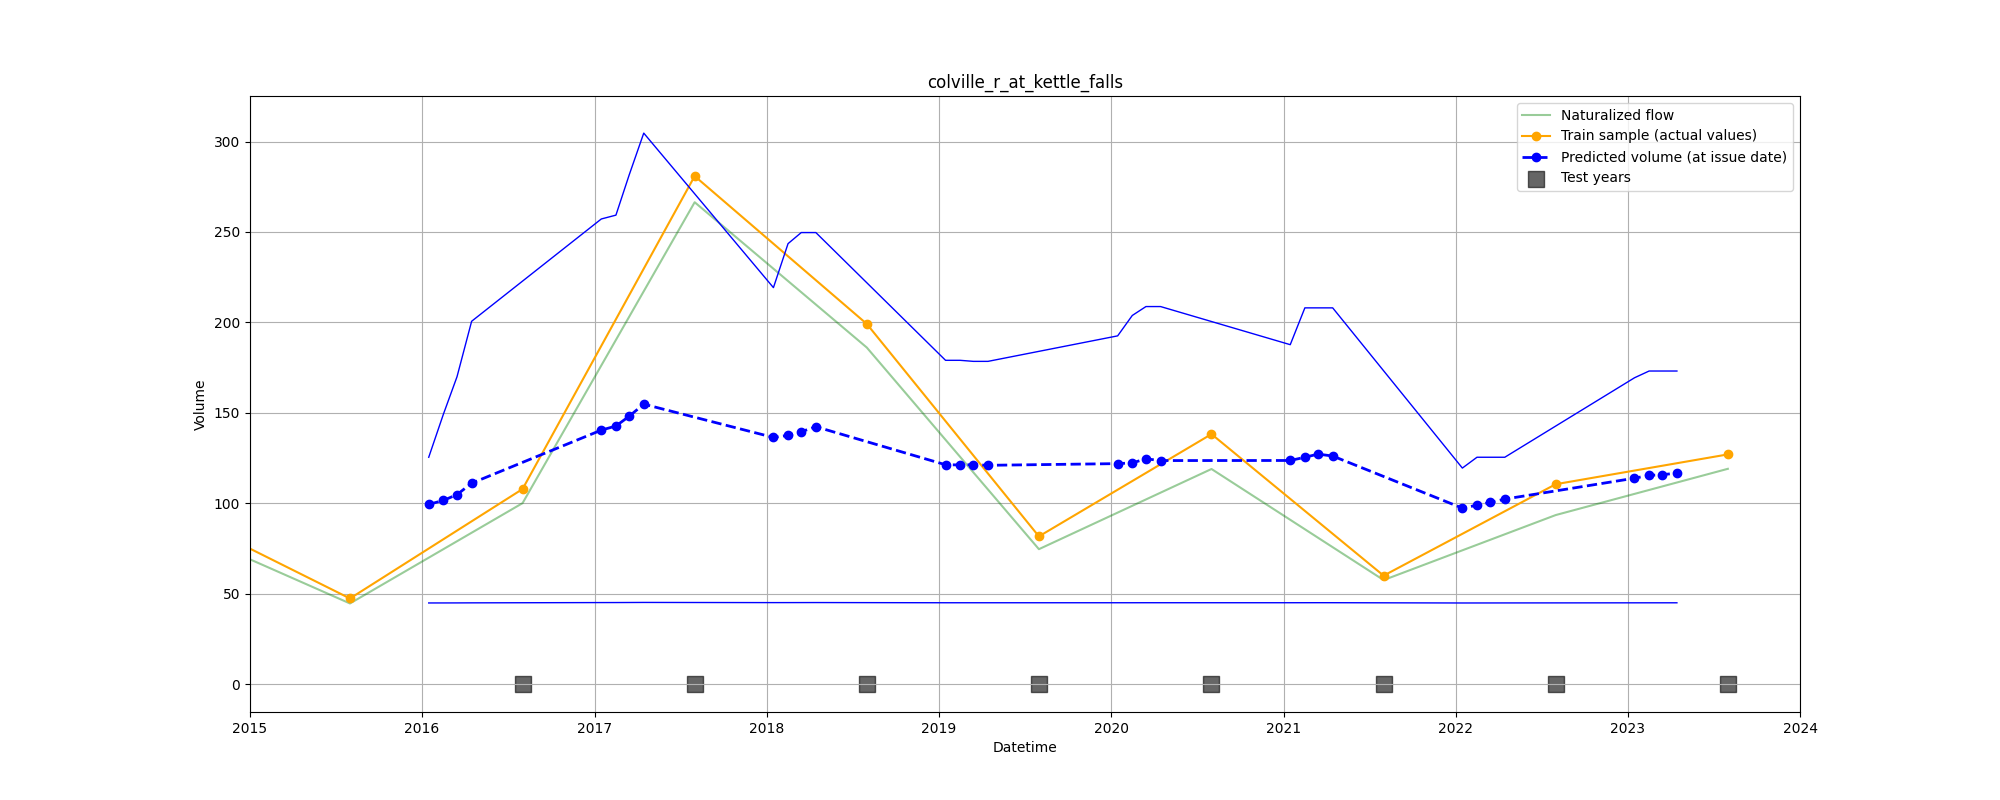 colville_r_at_kettle_falls
Naturalized flow
Train sample (actual values)
Predicted volume (at issue date)
Test years
300
250
200
150
100
50
0
Volume
2015 2016 2017 2018 2019 2020 2021 2022 2023 2024
Datetime